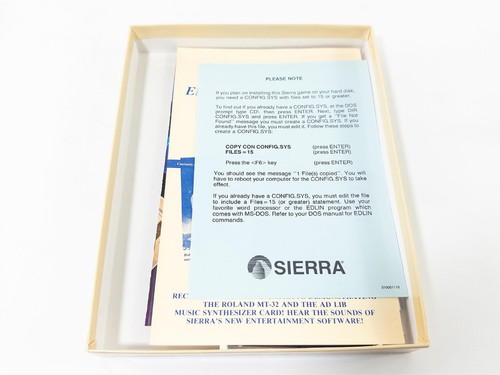 PLEASE NOTE
If you plan on installing this Sierra game on your hard disk,
you need a CONFIG.SYS with files set to 15 or greater.
To find out if you already have a CONFIG.SYS, at the DOS
prompt type CD\ then press ENTER. Next, type DIR
CONFIG.SYS and press ENTER. If you get a "File Not
Found" message you must create a CONFIG.SYS. If you
already have this file, you must edit it. Follow these steps to
create a CONFIG.SYS:
COPY CON CONFIG.SYS (press ENTER)
FILES = 15 (press ENTER)
Press the <F6> key (press ENTER)
You should see the message "1 File(s) copied". You will
have to reboot your computer for the CONFIG.SYS to take
effect.
If you already have a CONFIG.SYS, you must edit the file
to include a Files = 15 (or greater) statement. Use your
favorite word processor or the EDLIN program which
comes with MS-DOS. Refer to your DOS manual for EDLIN
commands.
SIERRA
THE ROLAND MT-32 AND THE AD LIB
MUSIC SYNTHESIZER CARD! HEAR THE SOUNDS OF
SIERRA'S NEW ENTERTAINMENT SOFTWARE!